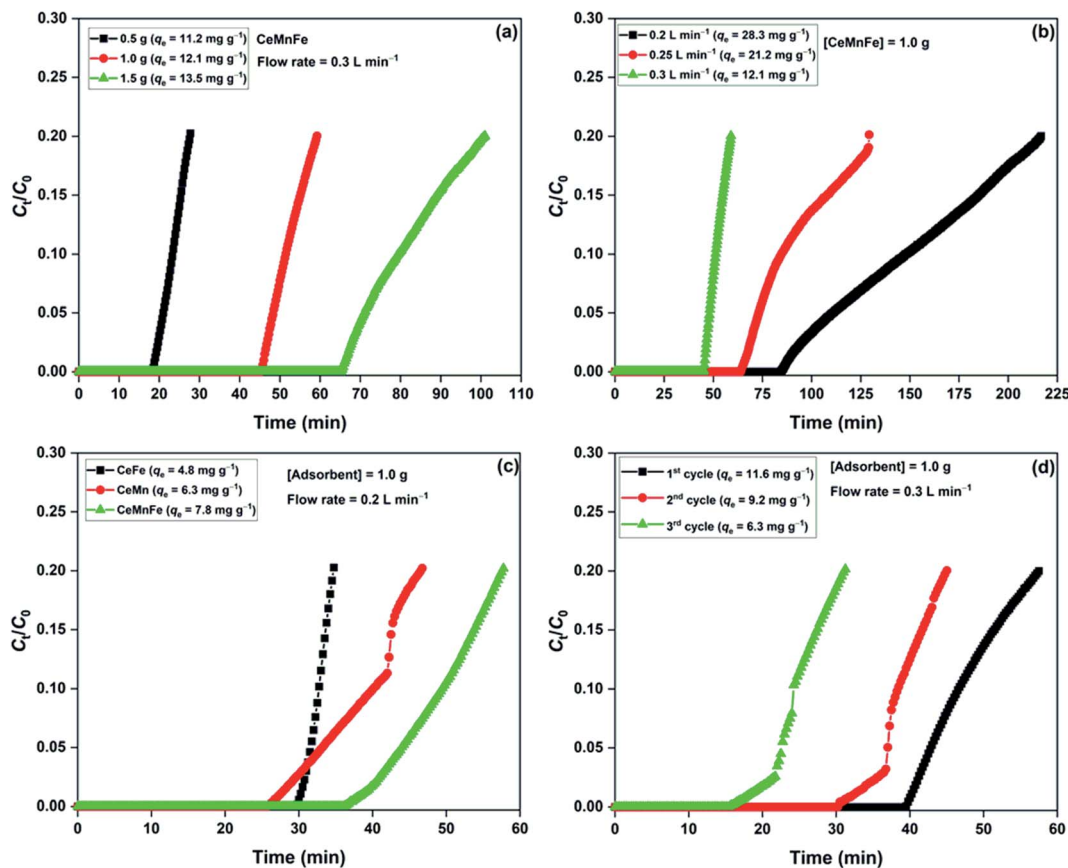 (a)
0.5 g (qe = 11.2 mg g⁻¹)
1.0 g (qe = 12.1 mg g⁻¹)
1.5 g (qe = 13.5 mg g⁻¹)
CeMnFe
Flow rate = 0.3 L min⁻¹
Ct/C0
0.30
0.25
0.20
0.15
0.10
0.05
0.00
0 10 20 30 40 50 60 70 80 90 100 110
Time (min)
(b)
0.2 L min⁻¹ (qe = 28.3 mg g⁻¹)
0.25 L min⁻¹ (qe = 21.2 mg g⁻¹)
0.3 L min⁻¹ (qe = 12.1 mg g⁻¹)
[CeMnFe] = 1.0 g
Ct/C0
0.30
0.25
0.20
0.15
0.10
0.05
0.00
0 25 50 75 100 125 150 175 200 225
Time (min)
(c)
CeFe (qe = 4.8 mg g⁻¹)
CeMn (qe = 6.3 mg g⁻¹)
CeMnFe (qe = 7.8 mg g⁻¹)
[Adsorbent] = 1.0 g
Flow rate = 0.2 L min⁻¹
Ct/C0
0.30
0.25
0.20
0.15
0.10
0.05
0.00
0 10 20 30 40 50 60
Time (min)
(d)
1st cycle (qe = 11.6 mg g⁻¹)
2nd cycle (qe = 9.2 mg g⁻¹)
3rd cycle (qe = 6.3 mg g⁻¹)
[Adsorbent] = 1.0 g
Flow rate = 0.3 L min⁻¹
Ct/C0
0.30
0.25
0.20
0.15
0.10
0.05
0.00
0 10 20 30 40 50 60
Time (min)